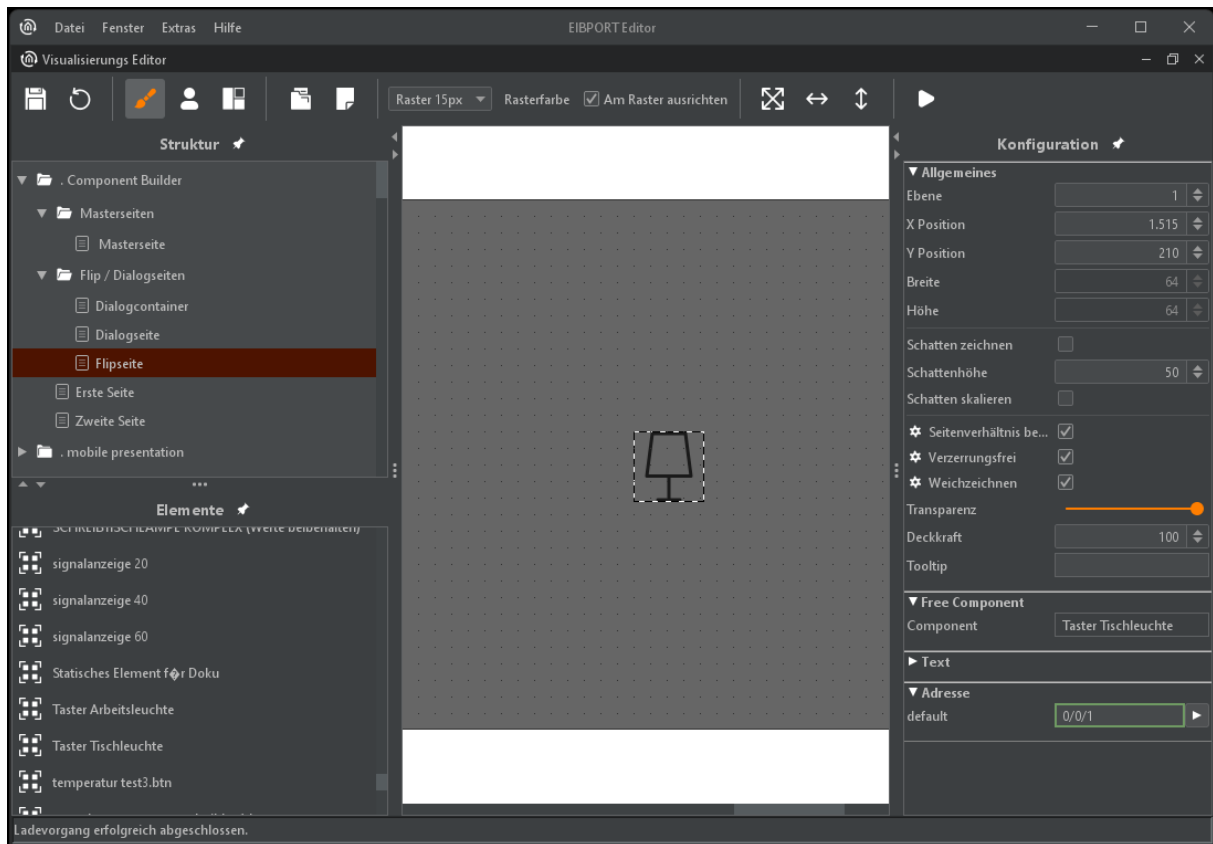 Datei Fenster Extras Hilfe EIBPORT Editor
Visualisierungs Editor
Raster 15px Rasterfarbe Am Raster ausrichten
Struktur
. Component Builder
Masterseiten
Masterseite
Flip / Dialogseiten
Dialogcontainer
Dialogseite
Flipseite
Erste Seite
Zweite Seite
. mobile presentation
Elemente
SCHREIBTISCHLAMPE KOMPLEX (Werte beibehalten)
signalanzeige 20
signalanzeige 40
signalanzeige 60
Statisches Element f�r Doku
Taster Arbeitsleuchte
Taster Tischleuchte
temperatur test3.btn
Konfiguration
Allgemeines
Ebene 1
X Position 1.515
Y Position 210
Breite 64
Höhe 64
Schatten zeichnen
Schattenhöhe 50
Schatten skalieren
Seitenverhältnis be...
Verzerrungsfrei
Weichzeichnen
Transparenz
Deckkraft 100
Tooltip
Free Component
Component Taster Tischleuchte
Text
Adresse
default 0/0/1
Ladevorgang erfolgreich abgeschlossen.